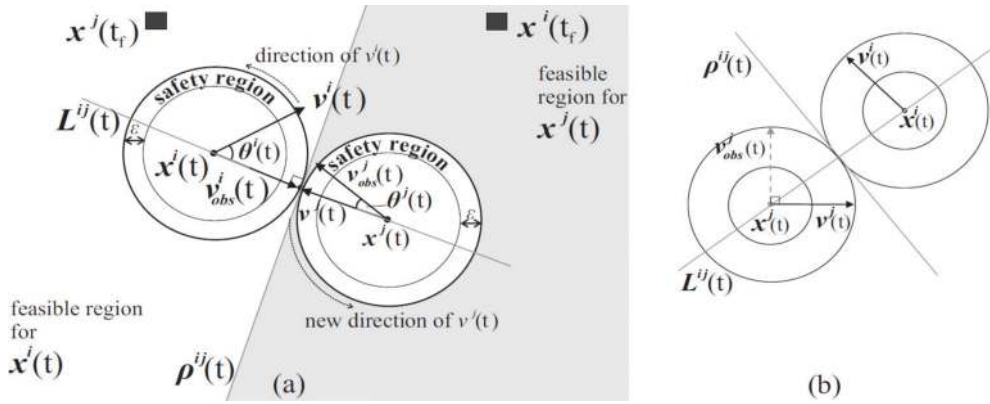 x^j(t_f)
x^i(t_f)
direction of v^i(t)
safety region
v^i(t)
feasible
region for
x^j(t)
L^ij(t)
ε
θ^i(t)
x^i(t)
v^i_obs(t)
safety region
v^j_obs(t)
v^j(t)
θ^j(t)
ε
x^j(t)
new direction of v^j(t)
feasible region
for
x^i(t)
ρ^ij(t)
(a)
ρ^ij(t)
v^i(t)
x^i(t)
v^j_obs(t)
x^j(t)
v^j(t)
L^ij(t)
(b)